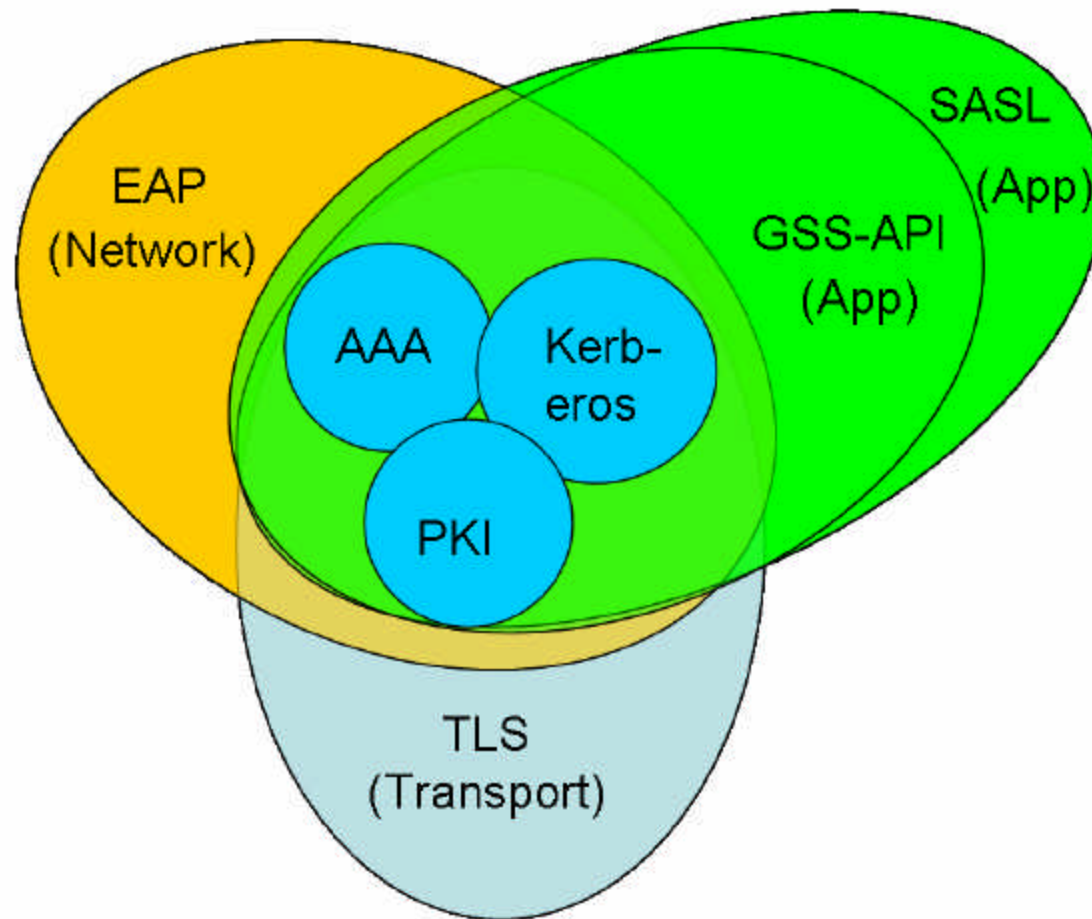 SASL
(App)
EAP
(Network)
GSS-API
(App)
AAA
Kerb-
eros
PKI
TLS
(Transport)